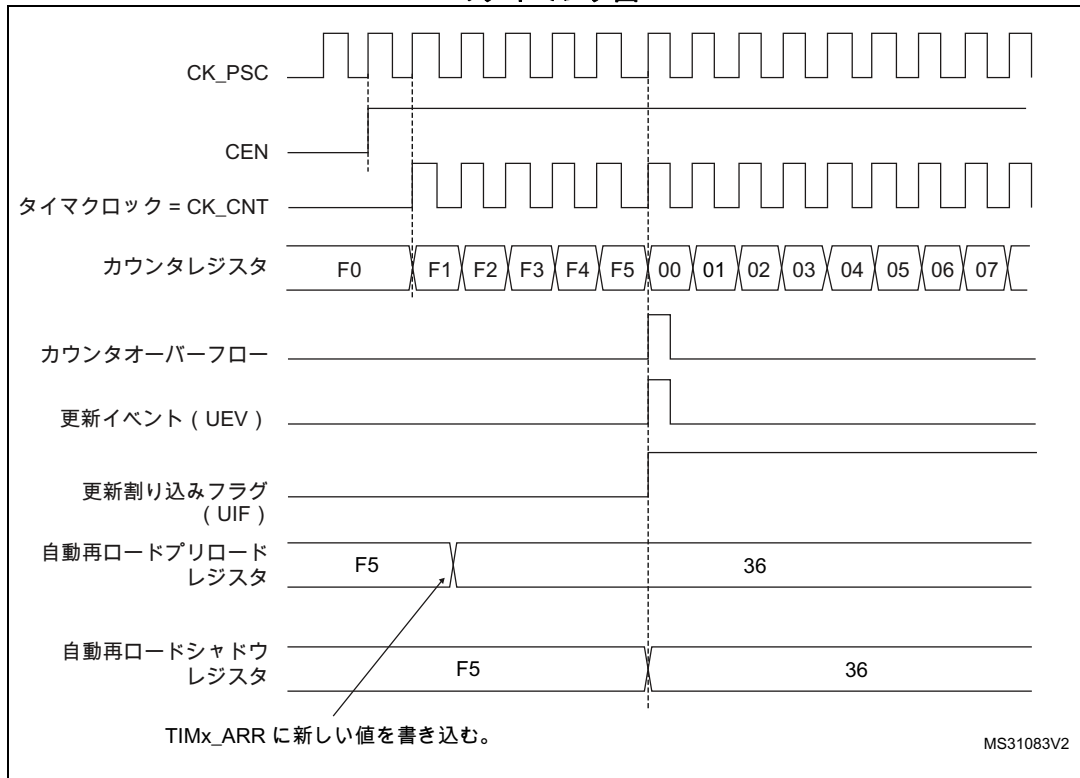 CK_PSC
CEN
タイマクロック = CK_CNT
カウンタレジスタ
F0 F1 F2 F3 F4 F5 00 01 02 03 04 05 06 07
カウンタオーバーフロー
更新イベント ( UEV )
更新割り込みフラグ
( UIF )
自動再ロードプリロード
レジスタ
F5 36
自動再ロードシャドウ
レジスタ
F5 36
TIMx_ARR に新しい値を書き込む。
MS31083V2